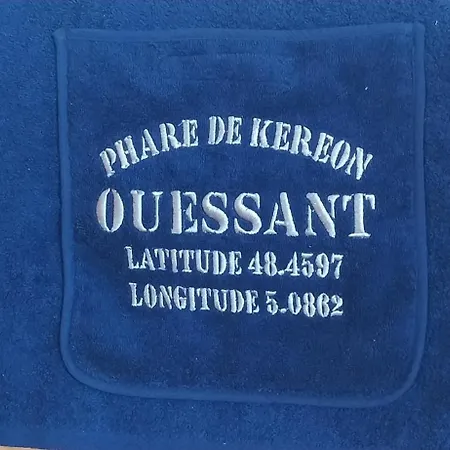 PHARE DE KEREON
OUESSANT
LATITUDE 48.4597
LONGITUDE 5.0862